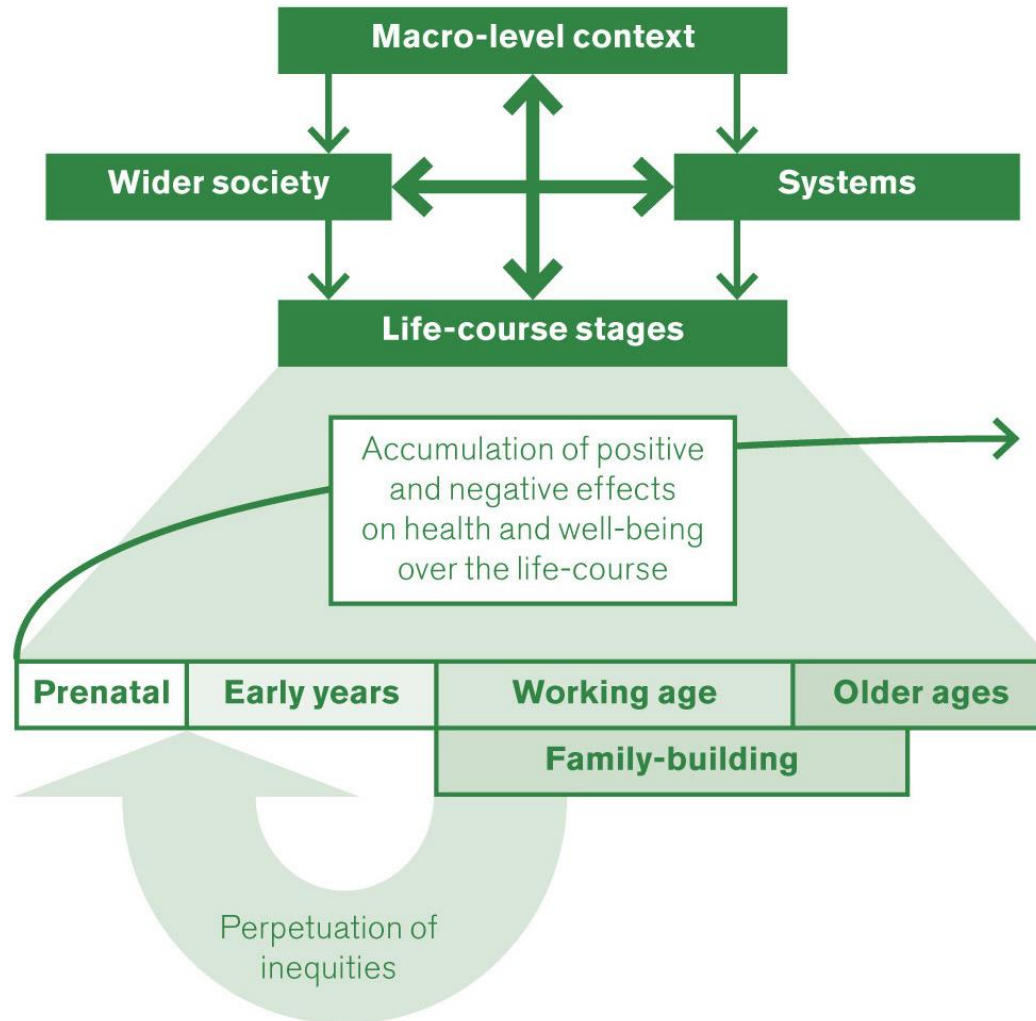 Macro-level context
Wider society
Systems
Life-course stages
Accumulation of positive
and negative effects
on health and well-being
over the life-course
Prenatal
Early years
Working age
Older ages
Family-building
Perpetuation of
inequities